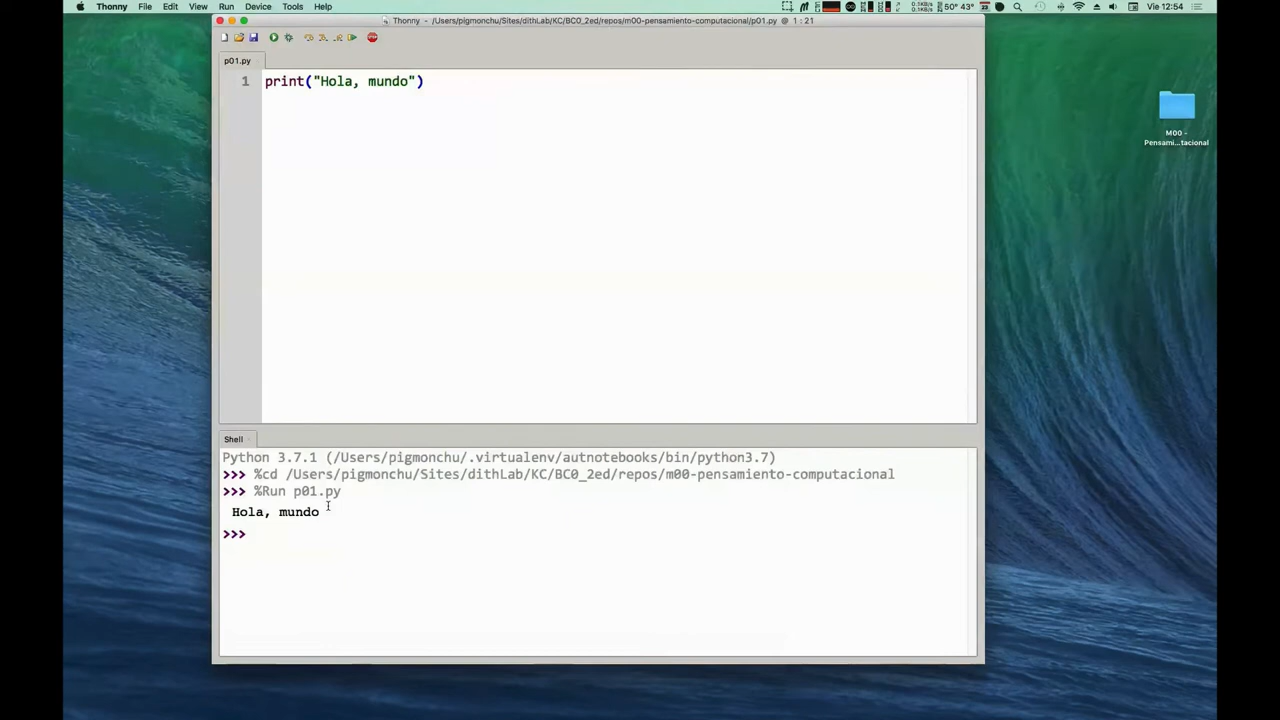 Thonny File Edit View Run Device Tools Help
50° 43° Vie 12:54
Thonny - /Users/pigmonchu/Sites/dithLab/KC/BC0_2ed/repos/m00-pensamiento-computacional/p01.py @ 1 : 21
p01.py
1 print("Hola, mundo")
M00 -
Pensami...tacional
Shell
Python 3.7.1 (/Users/pigmonchu/.virtualenv/autnotebooks/bin/python3.7)
>>> %cd /Users/pigmonchu/Sites/dithLab/KC/BC0_2ed/repos/m00-pensamiento-computacional
>>> %Run p01.py
Hola, mundo
>>>